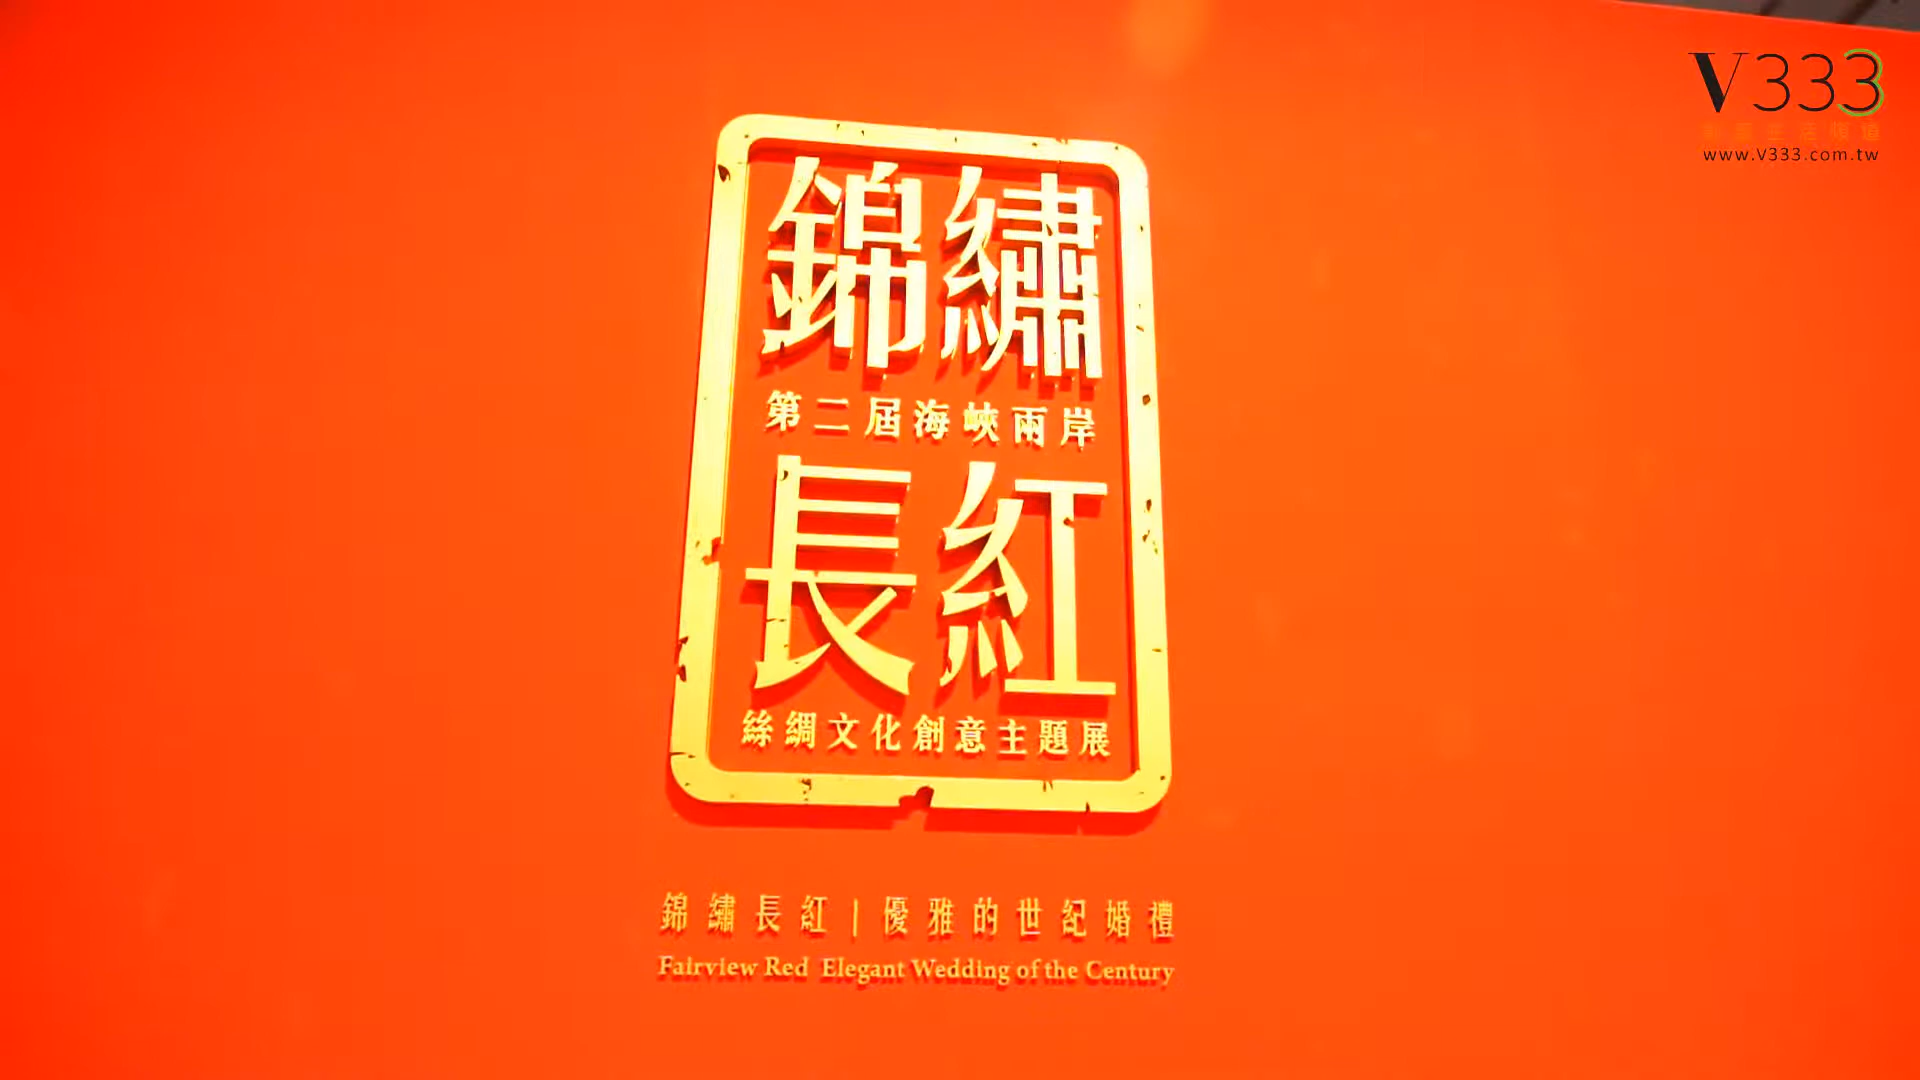 V333
www.V333.com.tw
錦繡
第二屆海峽兩岸
長紅
絲綢文化創意主題展
錦繡長紅|優雅的世紀婚禮
Fairview Red Elegant Wedding of the Century